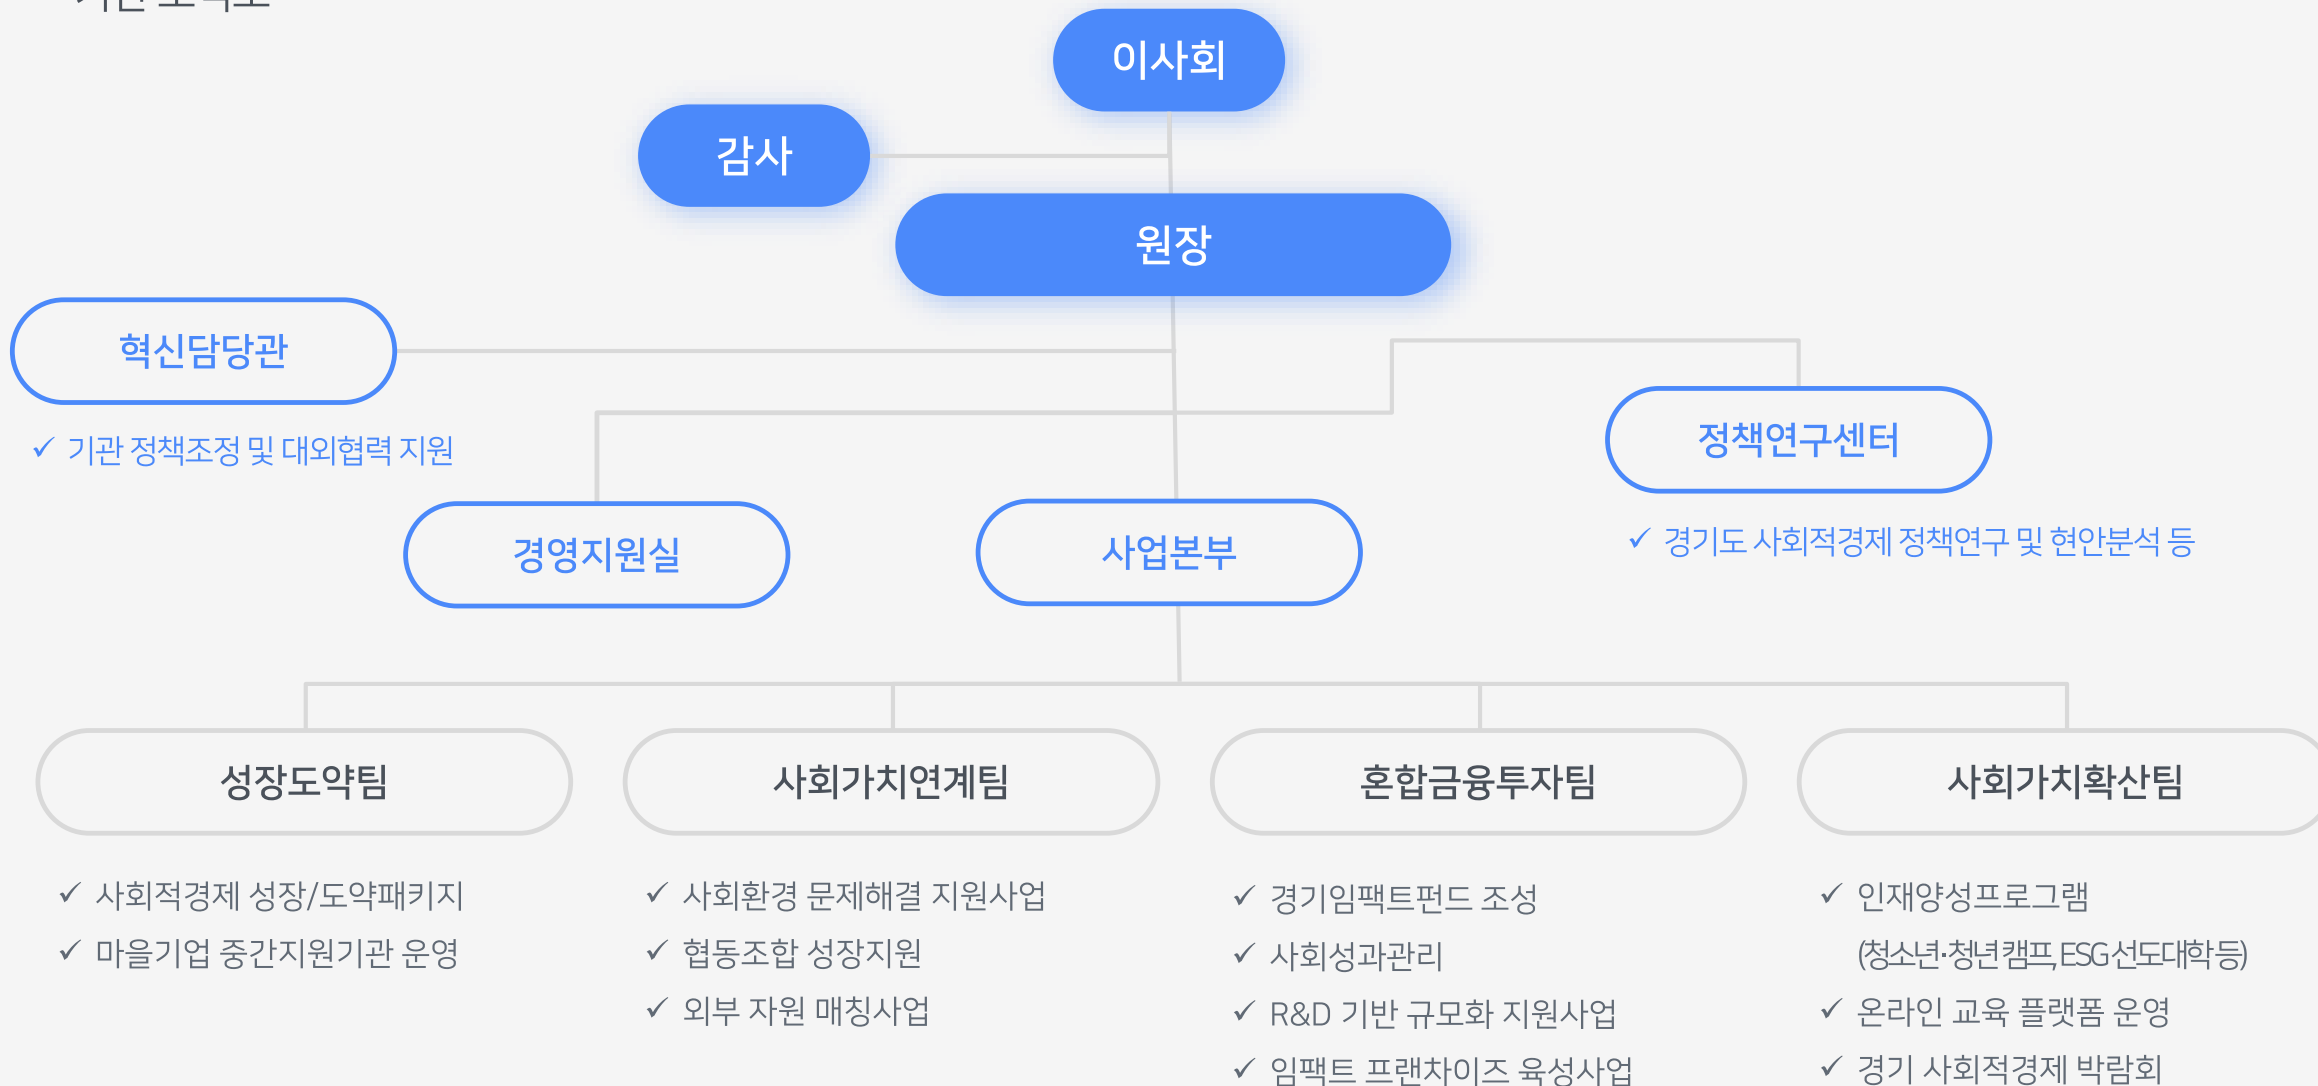 기관 조직도
이사회
감사
원장
혁신담당관
기관 정책조정 및 대외협력 지원
정책연구센터
경기도 사회적경제 정책연구 및 현안분석 등
경영지원실
사업본부
성장도약팀
사회적경제 성장/도약패키지
마을기업 중간지원기관 운영
사회가치연계팀
사회환경 문제해결 지원사업
협동조합 성장지원
외부 자원 매칭사업
혼합금융투자팀
경기임팩트펀드 조성
사회성과관리
R&D 기반 규모화 지원사업
임팩트 프랜차이즈 육성사업
사회가치확산팀
인재양성프로그램
(청소년·청년 캠프, ESG 선도대학 등)
온라인 교육 플랫폼 운영
경기 사회적경제 박람회